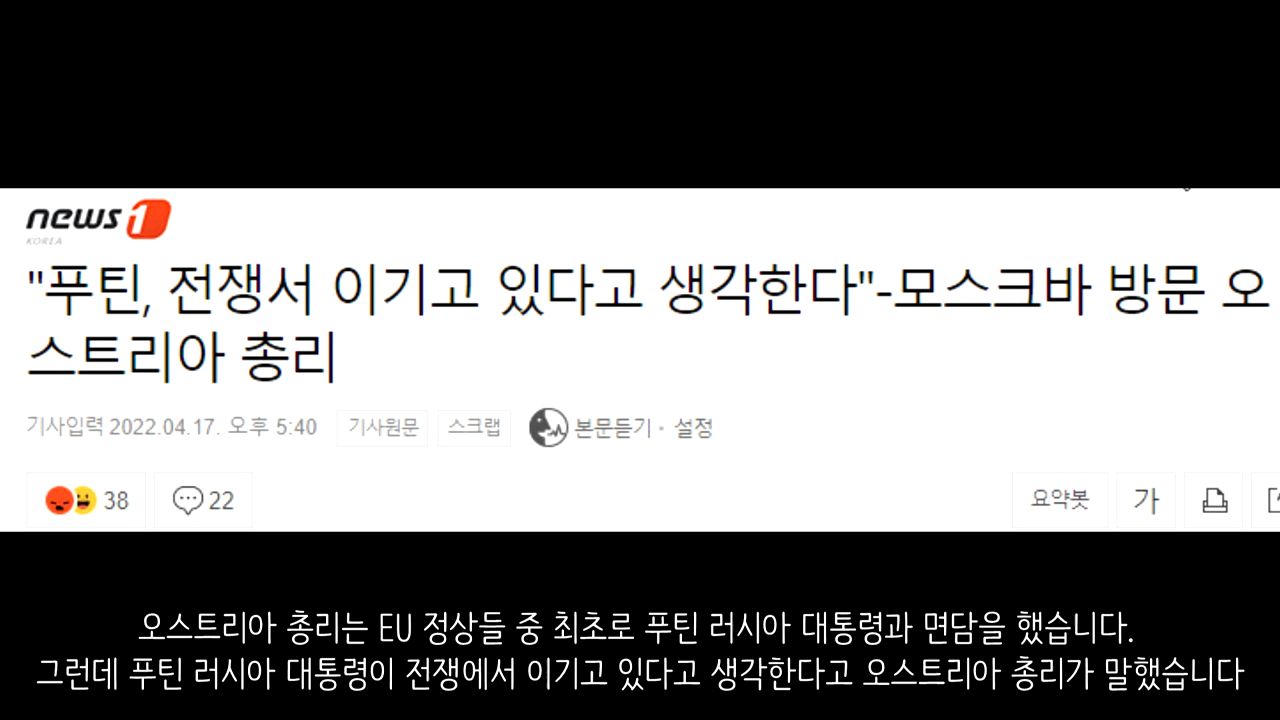 news1
KOREA
"푸틴, 전쟁서 이기고 있다고 생각한다"-모스크바 방문 오
스트리아 총리
기사입력 2022.04.17. 오후 5:40 기사원문 스크랩 본문듣기 · 설정
38 22 요약봇 가
오스트리아 총리는 EU 정상들 중 최초로 푸틴 러시아 대통령과 면담을 했습니다.
그런데 푸틴 러시아 대통령이 전쟁에서 이기고 있다고 생각한다고 오스트리아 총리가 말했습니다